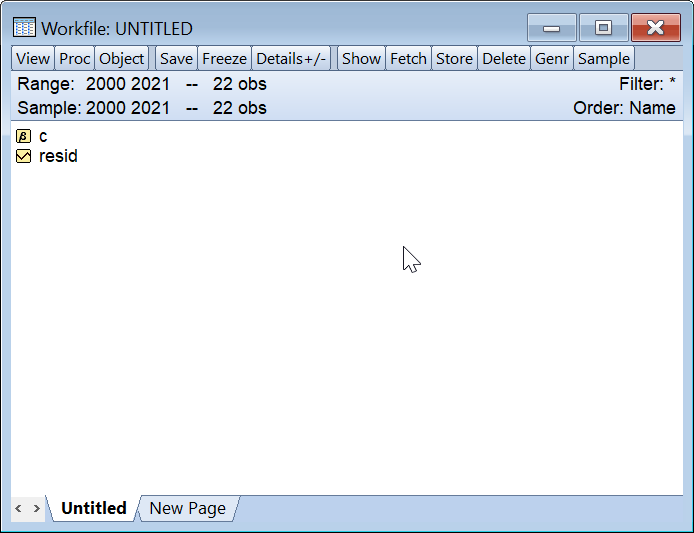 Workfile: UNTITLED
View Proc Object Save Freeze Details+/- Show Fetch Store Delete Genr Sample
Range: 2000 2021 -- 22 obs Filter: *
Sample: 2000 2021 -- 22 obs Order: Name
β c
resid
< > Untitled New Page